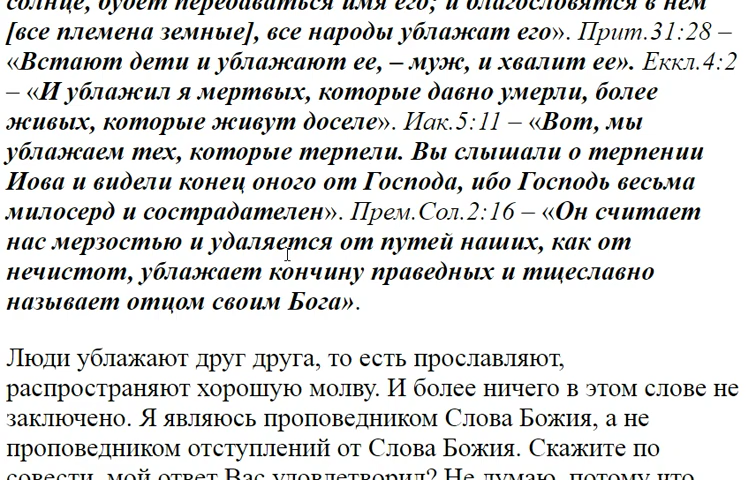 солнце, будет передаваться имя его; и благословятся в нем
[все племена земные], все народы ублажат его». Прит.31:28 –
«Встают дети и ублажают ее, – муж, и хвалит ее». Еккл.4:2
– «И ублажил я мертвых, которые давно умерли, более
живых, которые живут доселе». Иак.5:11 – «Вот, мы
ублажаем тех, которые терпели. Вы слышали о терпении
Иова и видели конец оного от Господа, ибо Господь весьма
милосерд и сострадателен». Прем.Сол.2:16 – «Он считает
нас мерзостью и удаляется от путей наших, как от
нечистот, ублажает кончину праведных и тщеславно
называет отцом своим Бога».
Люди ублажают друг друга, то есть прославляют,
распространяют хорошую молву. И более ничего в этом слове не
заключено. Я являюсь проповедником Слова Божия, а не
проповедником отступлений от Слова Божия. Скажите по
совести, мой ответ Вас удовлетворил? Не думаю, потому что